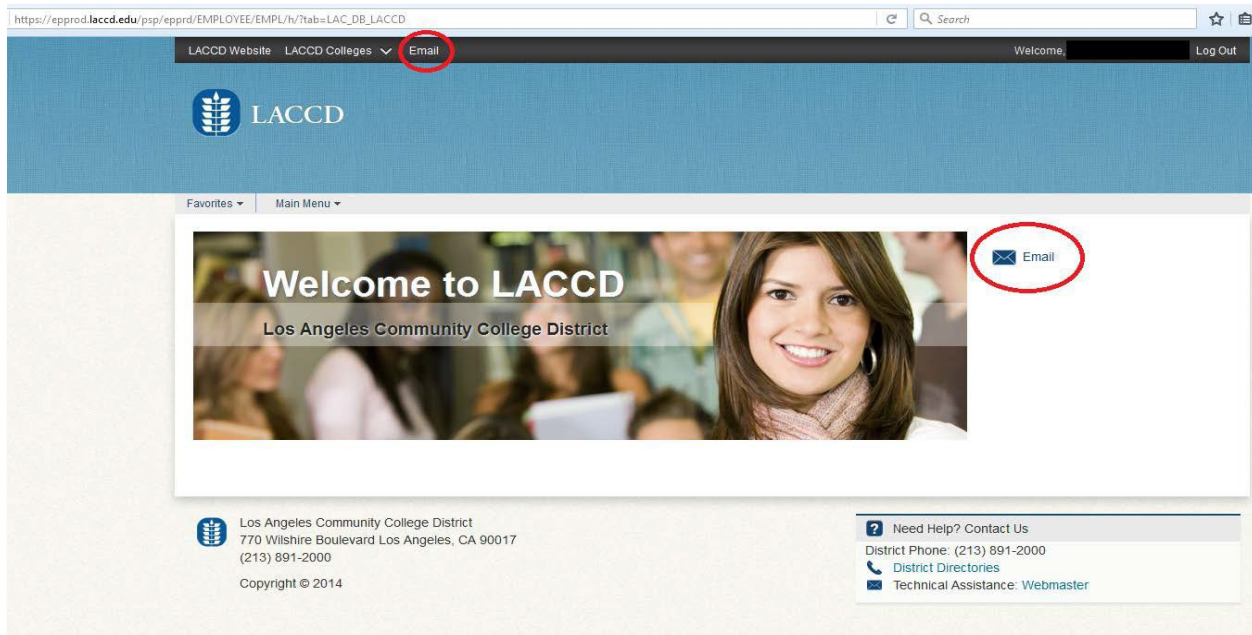 https://epprod.laccd.edu/psp/epprd/EMPLOYEE/EMPL/h/?tab=LAC_DB_LACCD
Search
LACCD Website LACCD Colleges Email Welcome, Log Out
LACCD
Favorites Main Menu
Welcome to LACCD
Los Angeles Community College District
Email
Los Angeles Community College District
770 Wilshire Boulevard Los Angeles, CA 90017
(213) 891-2000
Copyright © 2014
? Need Help? Contact Us
District Phone: (213) 891-2000
District Directories
Technical Assistance: Webmaster